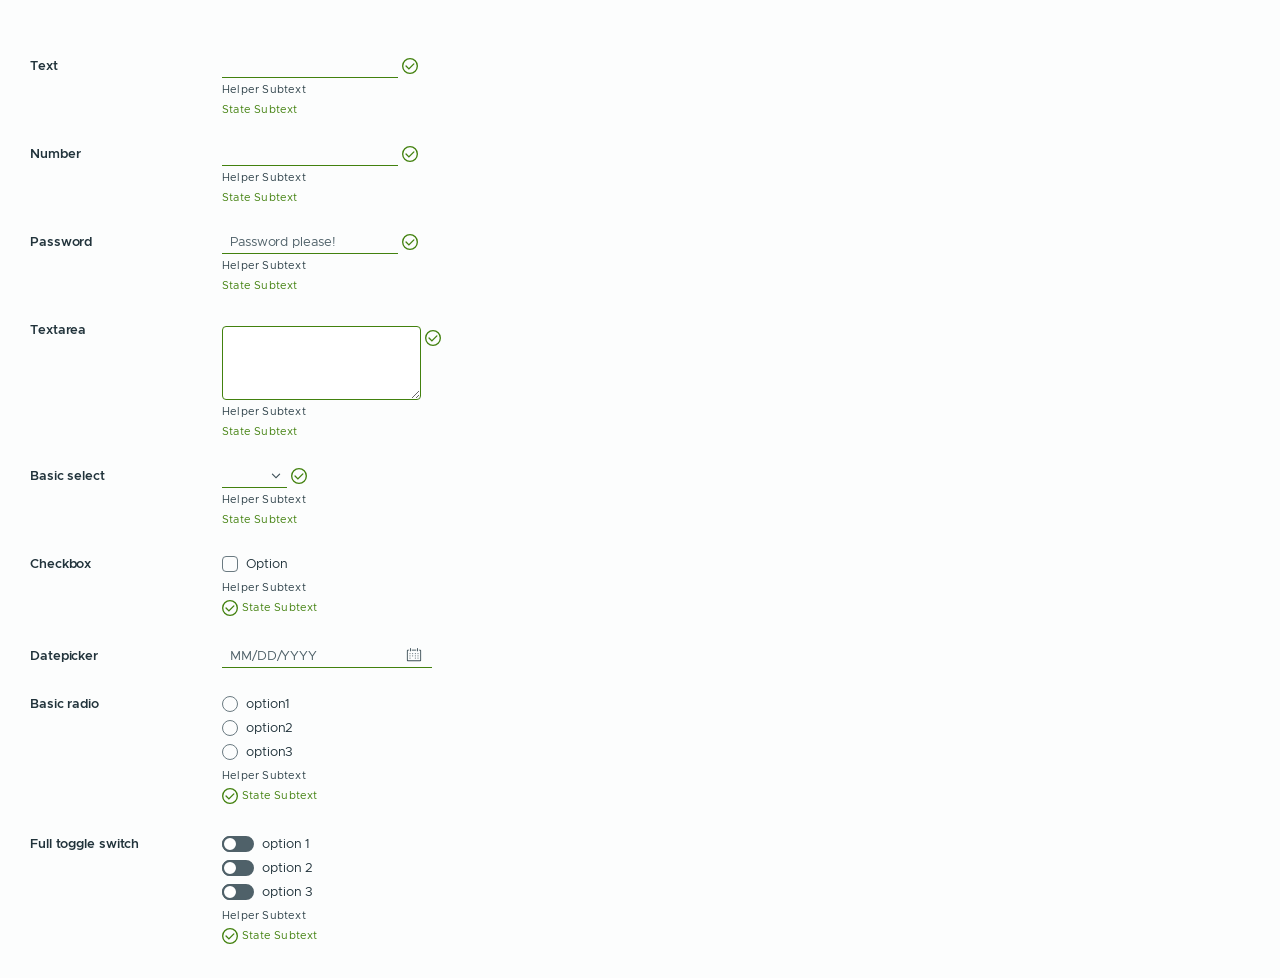 Text
Helper Subtext
State Subtext
Number
Helper Subtext
State Subtext
Password
Password please!
Helper Subtext
State Subtext
Textarea
Helper Subtext
State Subtext
Basic select
Helper Subtext
State Subtext
Checkbox
Option
Helper Subtext
State Subtext
Datepicker
MM/DD/YYYY
Basic radio
option1
option2
option3
Helper Subtext
State Subtext
Full toggle switch
option 1
option 2
option 3
Helper Subtext
State Subtext